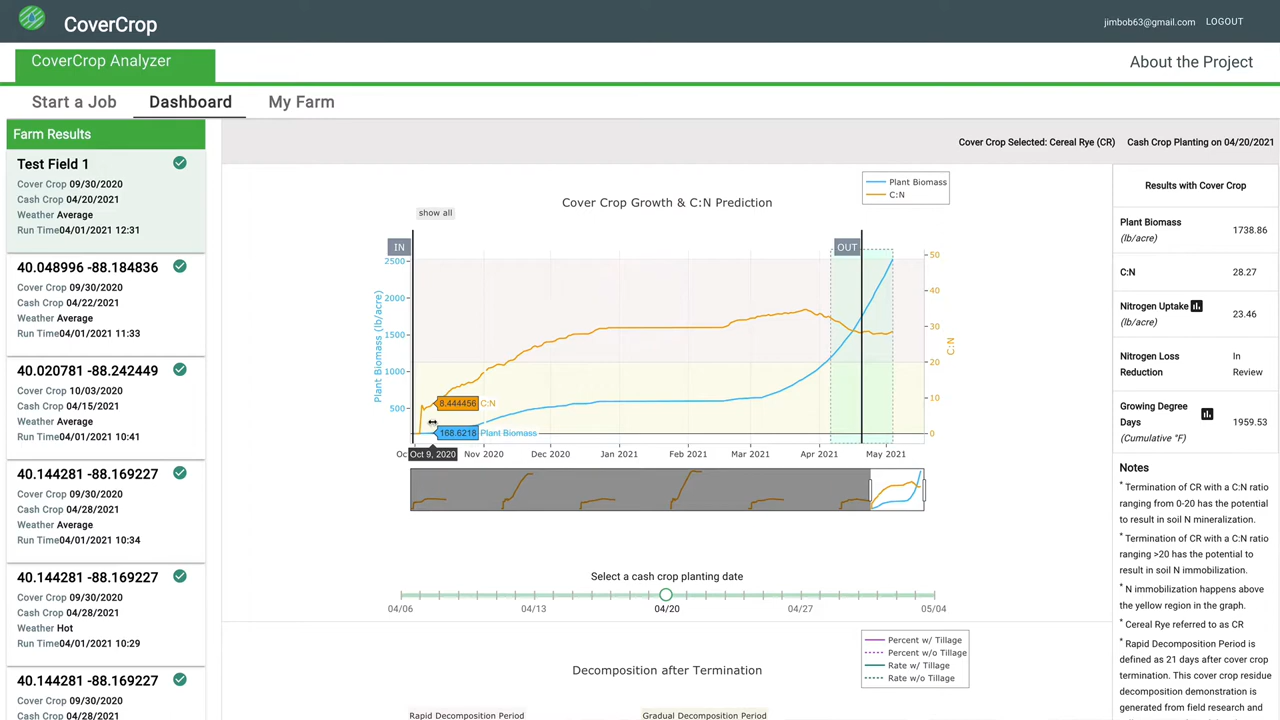 CoverCrop
jimbob63@gmail.com LOGOUT
CoverCrop Analyzer
About the Project
Start a Job Dashboard My Farm
Farm Results
Test Field 1
Cover Crop 09/30/2020
Cash Crop 04/20/2021
Weather Average
Run Time04/01/2021 12:31
40.048996 -88.184836
Cover Crop 09/30/2020
Cash Crop 04/22/2021
Weather Average
Run Time04/01/2021 11:33
40.020781 -88.242449
Cover Crop 10/03/2020
Cash Crop 04/15/2021
Weather Average
Run Time04/01/2021 10:41
40.144281 -88.169227
Cover Crop 09/30/2020
Cash Crop 04/28/2021
Weather Average
Run Time04/01/2021 10:34
40.144281 -88.169227
Cover Crop 09/30/2020
Cash Crop 04/28/2021
Weather Hot
Run Time04/01/2021 10:29
40.144281 -88.169227
Cover Crop 09/30/2020
Cash Crop 04/28/2021
Cover Crop Selected: Cereal Rye (CR) Cash Crop Planting on 04/20/2021
Plant Biomass
C:N
Cover Crop Growth & C:N Prediction
show all
IN
OUT
Plant Biomass (lb/acre)
2500
2000
1500
1000
500
50
40
30
20
10
0
C:N
8.444456 C:N
168.6218 Plant Biomass
Oc Oct 9, 2020 Nov 2020 Dec 2020 Jan 2021 Feb 2021 Mar 2021 Apr 2021 May 2021
Select a cash crop planting date
04/06 04/13 04/20 04/27 05/04
Percent w/ Tillage
Percent w/o Tillage
Rate w/ Tillage
Rate w/o Tillage
Decomposition after Termination
Rapid Decomposition Period Gradual Decomposition Period
Results with Cover Crop
Plant Biomass
(lb/acre)
1738.86
C:N 28.27
Nitrogen Uptake
(lb/acre)
23.46
Nitrogen Loss
Reduction
In
Review
Growing Degree
Days
(Cumulative °F)
1959.53
Notes
* Termination of CR with a C:N ratio
ranging from 0-20 has the potential
to result in soil N mineralization.
* Termination of CR with a C:N ratio
ranging >20 has the potential to
result in soil N immobilization.
* N immobilization happens above
the yellow region in the graph.
* Cereal Rye referred to as CR
* Rapid Decomposition Period is
defined as 21 days after cover crop
termination. This cover crop residue
decomposition demonstration is
generated from field research and